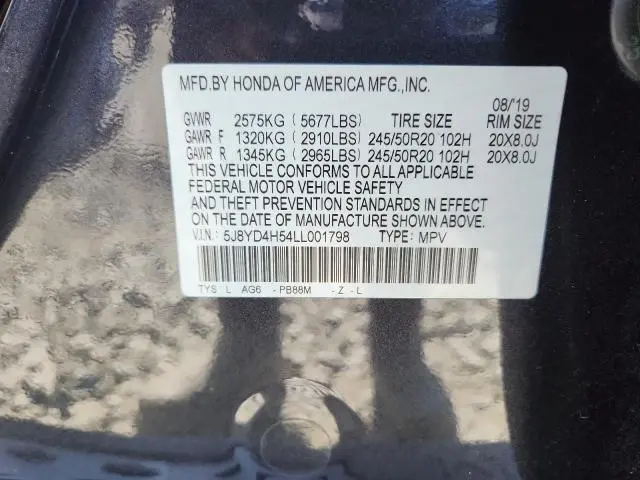 MFD.BY HONDA OF AMERICA MFG.,INC.
08/'19
GVWR 2575KG ( 5677LBS) TIRE SIZE RIM SIZE
GAWR F 1320KG ( 2910LBS) 245/50R20 102H 20X8.0J
GAWR R 1345KG ( 2965LBS) 245/50R20 102H 20X8.0J
THIS VEHICLE CONFORMS TO ALL APPLICABLE
FEDERAL MOTOR VEHICLE SAFETY
AND THEFT PREVENTION STANDARDS IN EFFECT
ON THE DATE OF MANUFACTURE SHOWN ABOVE.
V.I.N.: 5J8YD4H54LL001798 TYPE: MPV
TYS L AG6 - PB88M - Z - L